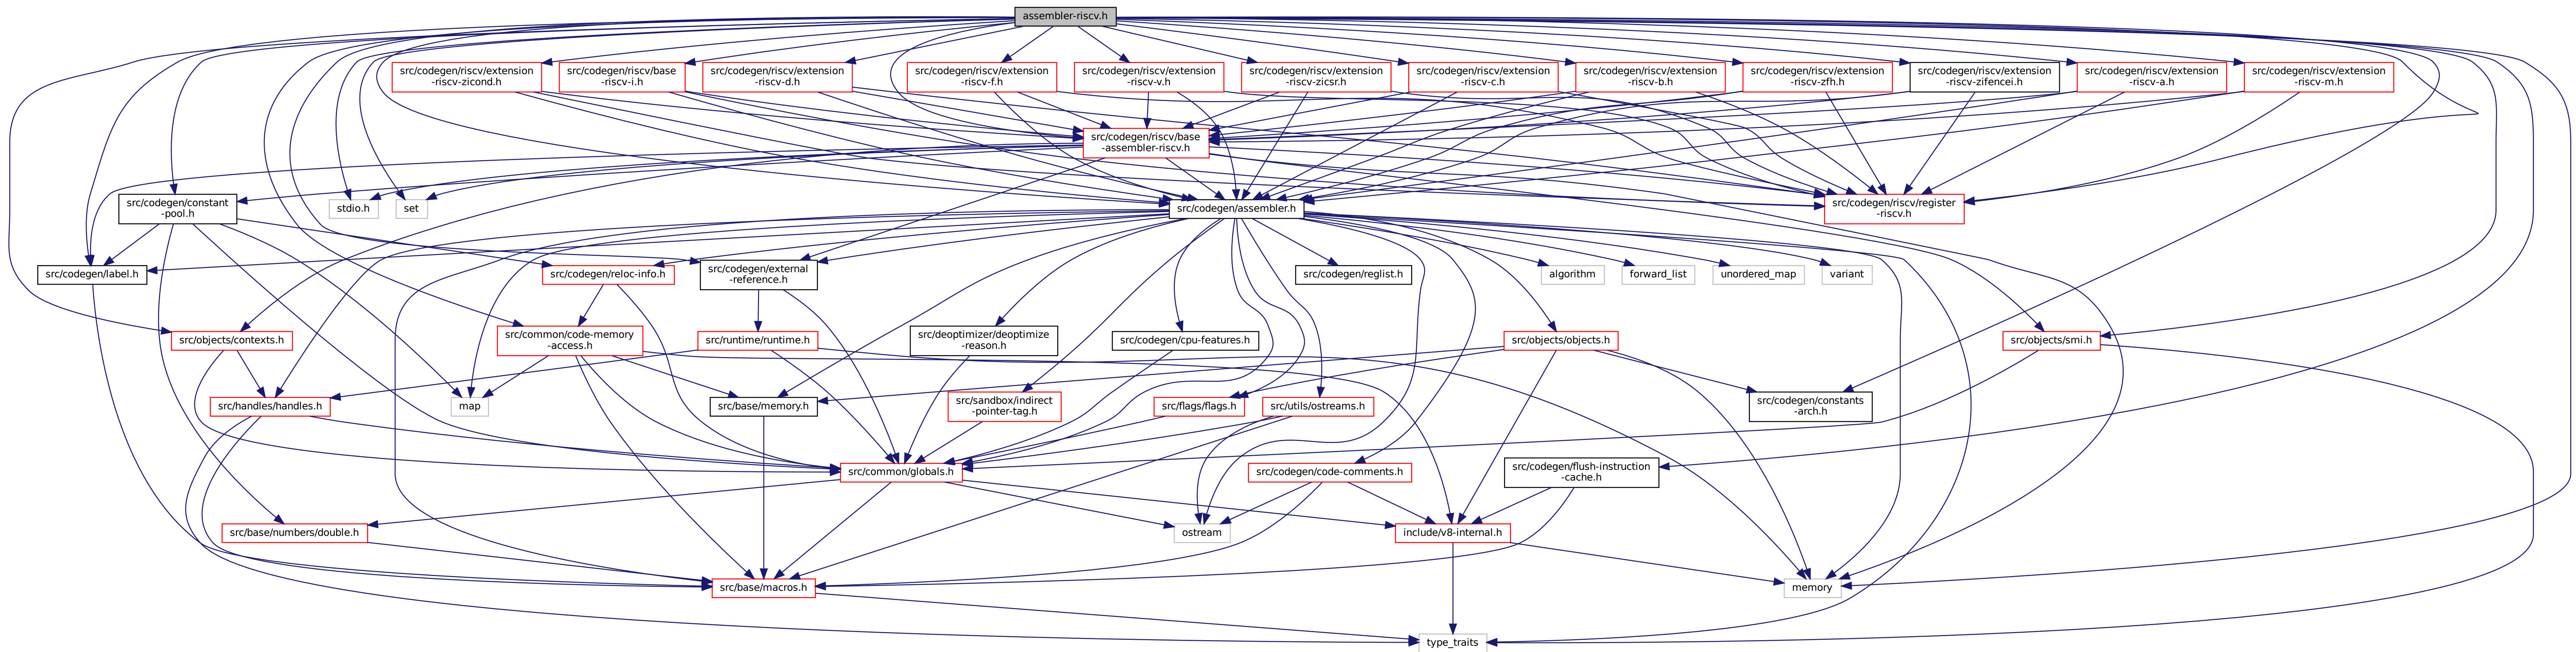 assembler-riscv.h
src/codegen/riscv/extension
-riscv-zicond.h
src/codegen/riscv/base
-riscv-i.h
src/codegen/riscv/extension
-riscv-d.h
src/codegen/riscv/extension
-riscv-f.h
src/codegen/riscv/extension
-riscv-v.h
src/codegen/riscv/extension
-riscv-zicsr.h
src/codegen/riscv/extension
-riscv-c.h
src/codegen/riscv/extension
-riscv-b.h
src/codegen/riscv/extension
-riscv-zfh.h
src/codegen/riscv/extension
-riscv-zifencei.h
src/codegen/riscv/extension
-riscv-a.h
src/codegen/riscv/extension
-riscv-m.h
src/codegen/riscv/base
-assembler-riscv.h
src/codegen/constant
-pool.h
stdio.h
set
src/codegen/assembler.h
src/codegen/riscv/register
-riscv.h
src/codegen/label.h
src/codegen/reloc-info.h
src/codegen/external
-reference.h
src/codegen/reglist.h
algorithm
forward_list
unordered_map
variant
src/objects/contexts.h
src/common/code-memory
-access.h
src/runtime/runtime.h
src/deoptimizer/deoptimize
-reason.h
src/codegen/cpu-features.h
src/objects/objects.h
src/objects/smi.h
src/handles/handles.h
map
src/base/memory.h
src/sandbox/indirect
-pointer-tag.h
src/flags/flags.h
src/utils/ostreams.h
src/codegen/constants
-arch.h
src/common/globals.h
src/codegen/code-comments.h
src/codegen/flush-instruction
-cache.h
src/base/numbers/double.h
ostream
include/v8-internal.h
src/base/macros.h
memory
type_traits